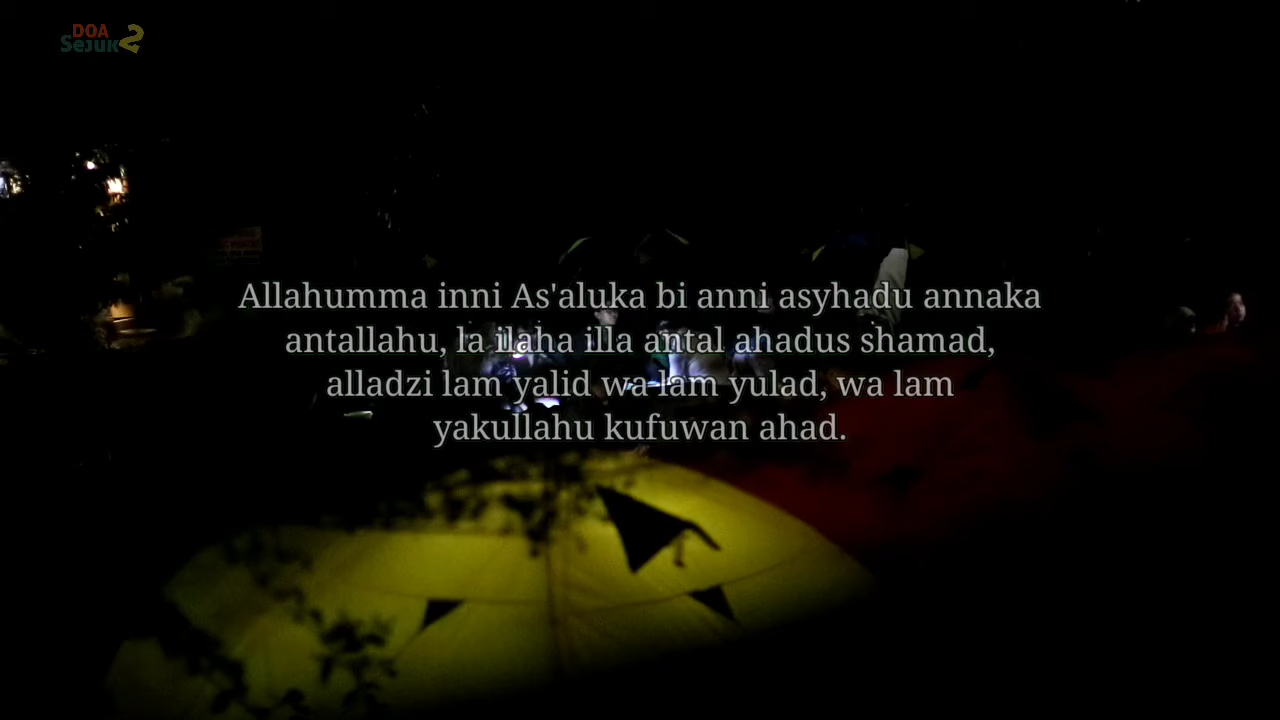 DOA
Sejuk2
Allahumma inni As'aluka bi anni asyhadu annaka
antallahu, la ilaha illa antal ahadus shamad,
alladzi lam yalid wa lam yulad, wa lam
yakullahu kufuwan ahad.